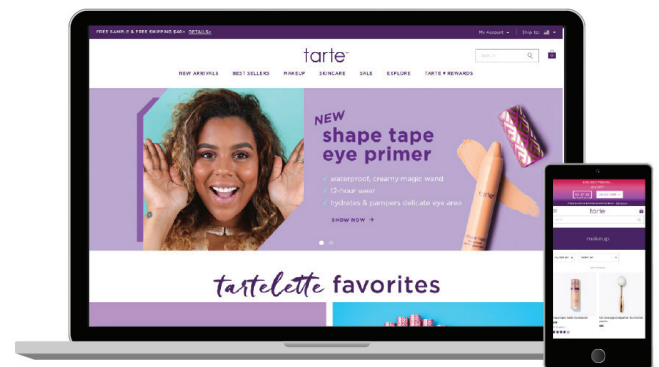 FREE SAMPLE & FREE SHIPPING $40+ DETAILS>
My Account
Ship to:
tarte™
NEW ARRIVALS BEST SELLERS MAKEUP SKINCARE SALE EXPLORE TARTE ♥ REWARDS
NEW
shape tape
eye primer
✓ waterproof, creamy magic wand
✓ 12-hour wear
✓ hydrates & pampers delicate eye area
SHOW NOW →
tarte
tartelette favorites
tarte
makeup